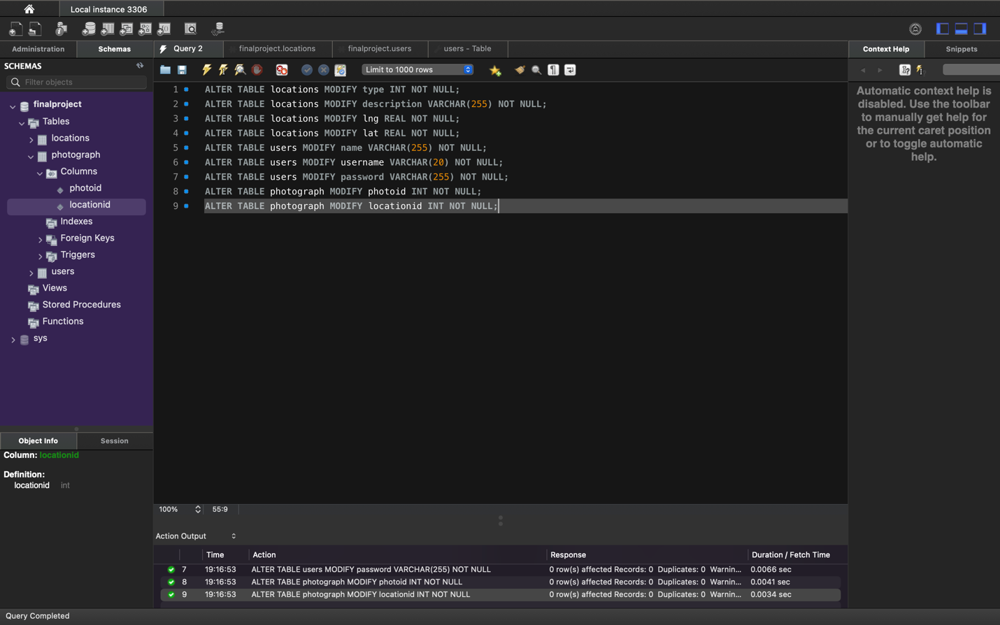 Local instance 3306
Administration
Schemas
Query 2
finalproject.locations
finalproject.users
users - Table
Context Help
Snippets
SCHEMAS
Filter objects
Limit to 1000 rows
finalproject
Tables
locations
photograph
Columns
photoid
locationid
Indexes
Foreign Keys
Triggers
users
Views
Stored Procedures
Functions
sys
1 ALTER TABLE locations MODIFY type INT NOT NULL;
2 ALTER TABLE locations MODIFY description VARCHAR(255) NOT NULL;
3 ALTER TABLE locations MODIFY lng REAL NOT NULL;
4 ALTER TABLE locations MODIFY lat REAL NOT NULL;
5 ALTER TABLE users MODIFY name VARCHAR(255) NOT NULL;
6 ALTER TABLE users MODIFY username VARCHAR(20) NOT NULL;
7 ALTER TABLE users MODIFY password VARCHAR(255) NOT NULL;
8 ALTER TABLE photograph MODIFY photoid INT NOT NULL;
9 ALTER TABLE photograph MODIFY locationid INT NOT NULL;
Automatic context help is
disabled. Use the toolbar
to manually get help for
the current caret position
or to toggle automatic
help.
Object Info
Session
Column: locationid
Definition:
locationid int
100%
55:9
Action Output
Time Action Response Duration / Fetch Time
7 19:16:53 ALTER TABLE users MODIFY password VARCHAR(255) NOT NULL 0 row(s) affected Records: 0 Duplicates: 0 Warnin... 0.0066 sec
8 19:16:53 ALTER TABLE photograph MODIFY photoid INT NOT NULL 0 row(s) affected Records: 0 Duplicates: 0 Warnin... 0.0041 sec
9 19:16:53 ALTER TABLE photograph MODIFY locationid INT NOT NULL 0 row(s) affected Records: 0 Duplicates: 0 Warnin... 0.0034 sec
Query Completed